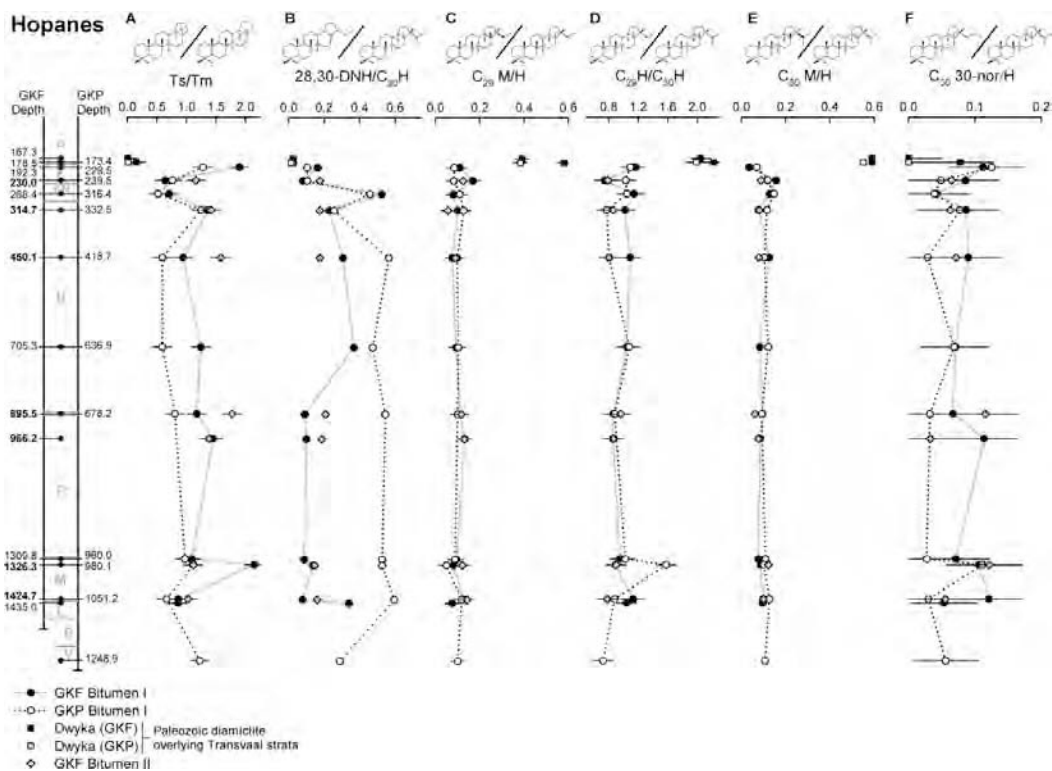 Hopanes
A B C D E F
Ts/Tm 28,30-DNH/C30H C29 M/H C29H/C30H C30 M/H C30 30-nor/H
GKF Depth GKP Depth
0.0 0.5 1.0 1.5 2.0 0.0 0.2 0.4 0.6 0.0 0.2 0.4 0.6 0.8 1.2 1.6 2.0 0.0 0.30 0.6 0.0 0.1 0.2
167.3
178.5 173.4
192.3 229.5
230.0 239.5
268.4 316.4
314.7 332.5
450.1 418.7
M
705.3 636.9
895.5 678.2
966.2
1309.8 960.0
1326.3 980.1
M
1424.7 1051.2
1435.6
B
V
1248.9
GKF Bitumen I
GKP Bitumen I
Dwyka (GKF) Paleozoic diamictite
Dwyka (GKP) overlying Transvaal strata
GKF Bitumen II